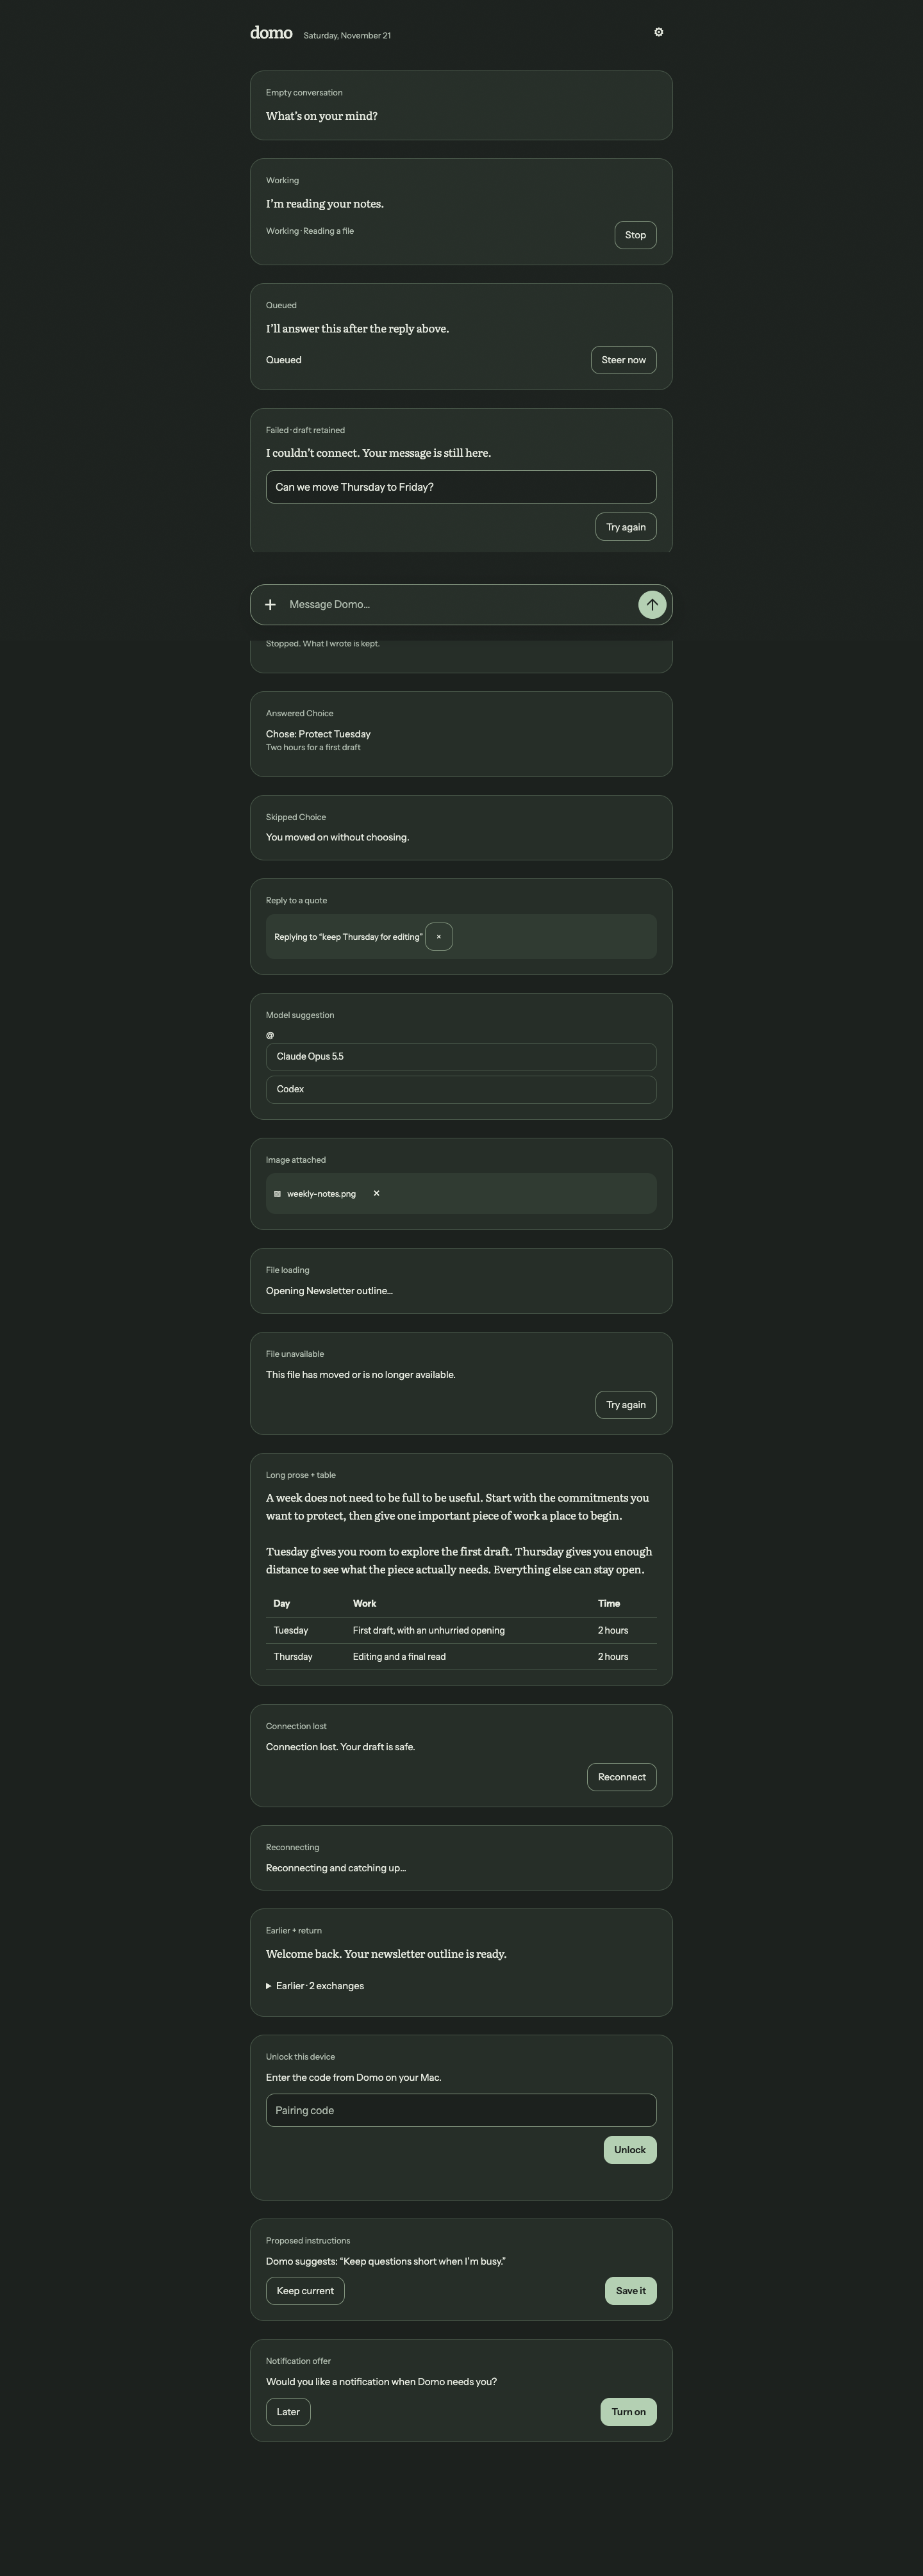 domo Saturday, November 21
Empty conversation
What's on your mind?
Working
I'm reading your notes.
Working · Reading a file
Stop
Queued
I'll answer this after the reply above.
Queued
Steer now
Failed · draft retained
I couldn't connect. Your message is still here.
Can we move Thursday to Friday?
Try again
+ Message Domo...
Stopped. What I wrote is kept.
Answered Choice
Chose: Protect Tuesday
Two hours for a first draft
Skipped Choice
You moved on without choosing.
Reply to a quote
Replying to “keep Thursday for editing” ×
Model suggestion
@
Claude Opus 5.5
Codex
Image attached
weekly-notes.png ×
File loading
Opening Newsletter outline...
File unavailable
This file has moved or is no longer available.
Try again
Long prose + table
A week does not need to be full to be useful. Start with the commitments you
want to protect, then give one important piece of work a place to begin.
Tuesday gives you room to explore the first draft. Thursday gives you enough
distance to see what the piece actually needs. Everything else can stay open.
Day Work Time
Tuesday First draft, with an unhurried opening 2 hours
Thursday Editing and a final read 2 hours
Connection lost
Connection lost. Your draft is safe.
Reconnect
Reconnecting
Reconnecting and catching up...
Earlier + return
Welcome back. Your newsletter outline is ready.
Earlier · 2 exchanges
Unlock this device
Enter the code from Domo on your Mac.
Pairing code
Unlock
Proposed instructions
Domo suggests: “Keep questions short when I'm busy.”
Keep current Save it
Notification offer
Would you like a notification when Domo needs you?
Later Turn on